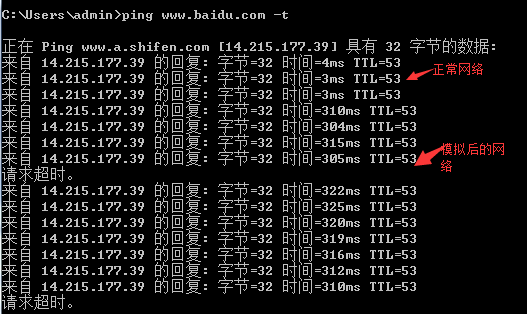 C:\Users\admin>ping www.baidu.com -t
正在 Ping www.a.shifen.com [14.215.177.39] 具有 32 字节的数据:
来自 14.215.177.39 的回复: 字节=32 时间=4ms TTL=53
来自 14.215.177.39 的回复: 字节=32 时间=3ms TTL=53
正常网络
来自 14.215.177.39 的回复: 字节=32 时间=3ms TTL=53
来自 14.215.177.39 的回复: 字节=32 时间=310ms TTL=53
来自 14.215.177.39 的回复: 字节=32 时间=304ms TTL=53
来自 14.215.177.39 的回复: 字节=32 时间=315ms TTL=53
来自 14.215.177.39 的回复: 字节=32 时间=305ms TTL=53
模拟后的网
络
请求超时。
来自 14.215.177.39 的回复: 字节=32 时间=322ms TTL=53
来自 14.215.177.39 的回复: 字节=32 时间=325ms TTL=53
来自 14.215.177.39 的回复: 字节=32 时间=320ms TTL=53
来自 14.215.177.39 的回复: 字节=32 时间=319ms TTL=53
来自 14.215.177.39 的回复: 字节=32 时间=316ms TTL=53
来自 14.215.177.39 的回复: 字节=32 时间=312ms TTL=53
来自 14.215.177.39 的回复: 字节=32 时间=310ms TTL=53
请求超时。